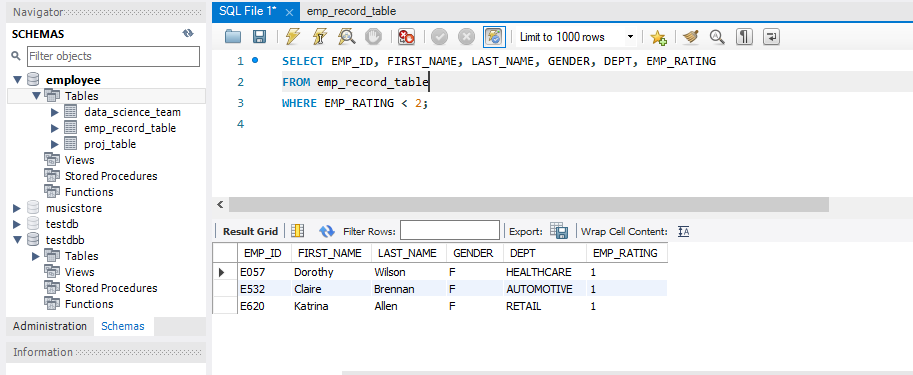 Navigator
SCHEMAS
Filter objects
employee
Tables
data_science_team
emp_record_table
proj_table
Views
Stored Procedures
Functions
musicstore
testdb
testdbb
Tables
Views
Stored Procedures
Functions
Administration Schemas
Information
SQL File 1* × emp_record_table
Limit to 1000 rows
1 SELECT EMP_ID, FIRST_NAME, LAST_NAME, GENDER, DEPT, EMP_RATING
2 FROM emp_record_table
3 WHERE EMP_RATING < 2;
4
Result Grid Filter Rows: Export: Wrap Cell Content: IA
EMP_ID FIRST_NAME LAST_NAME GENDER DEPT EMP_RATING
E057 Dorothy Wilson F HEALTHCARE 1
E532 Claire Brennan F AUTOMOTIVE 1
E620 Katrina Allen F RETAIL 1